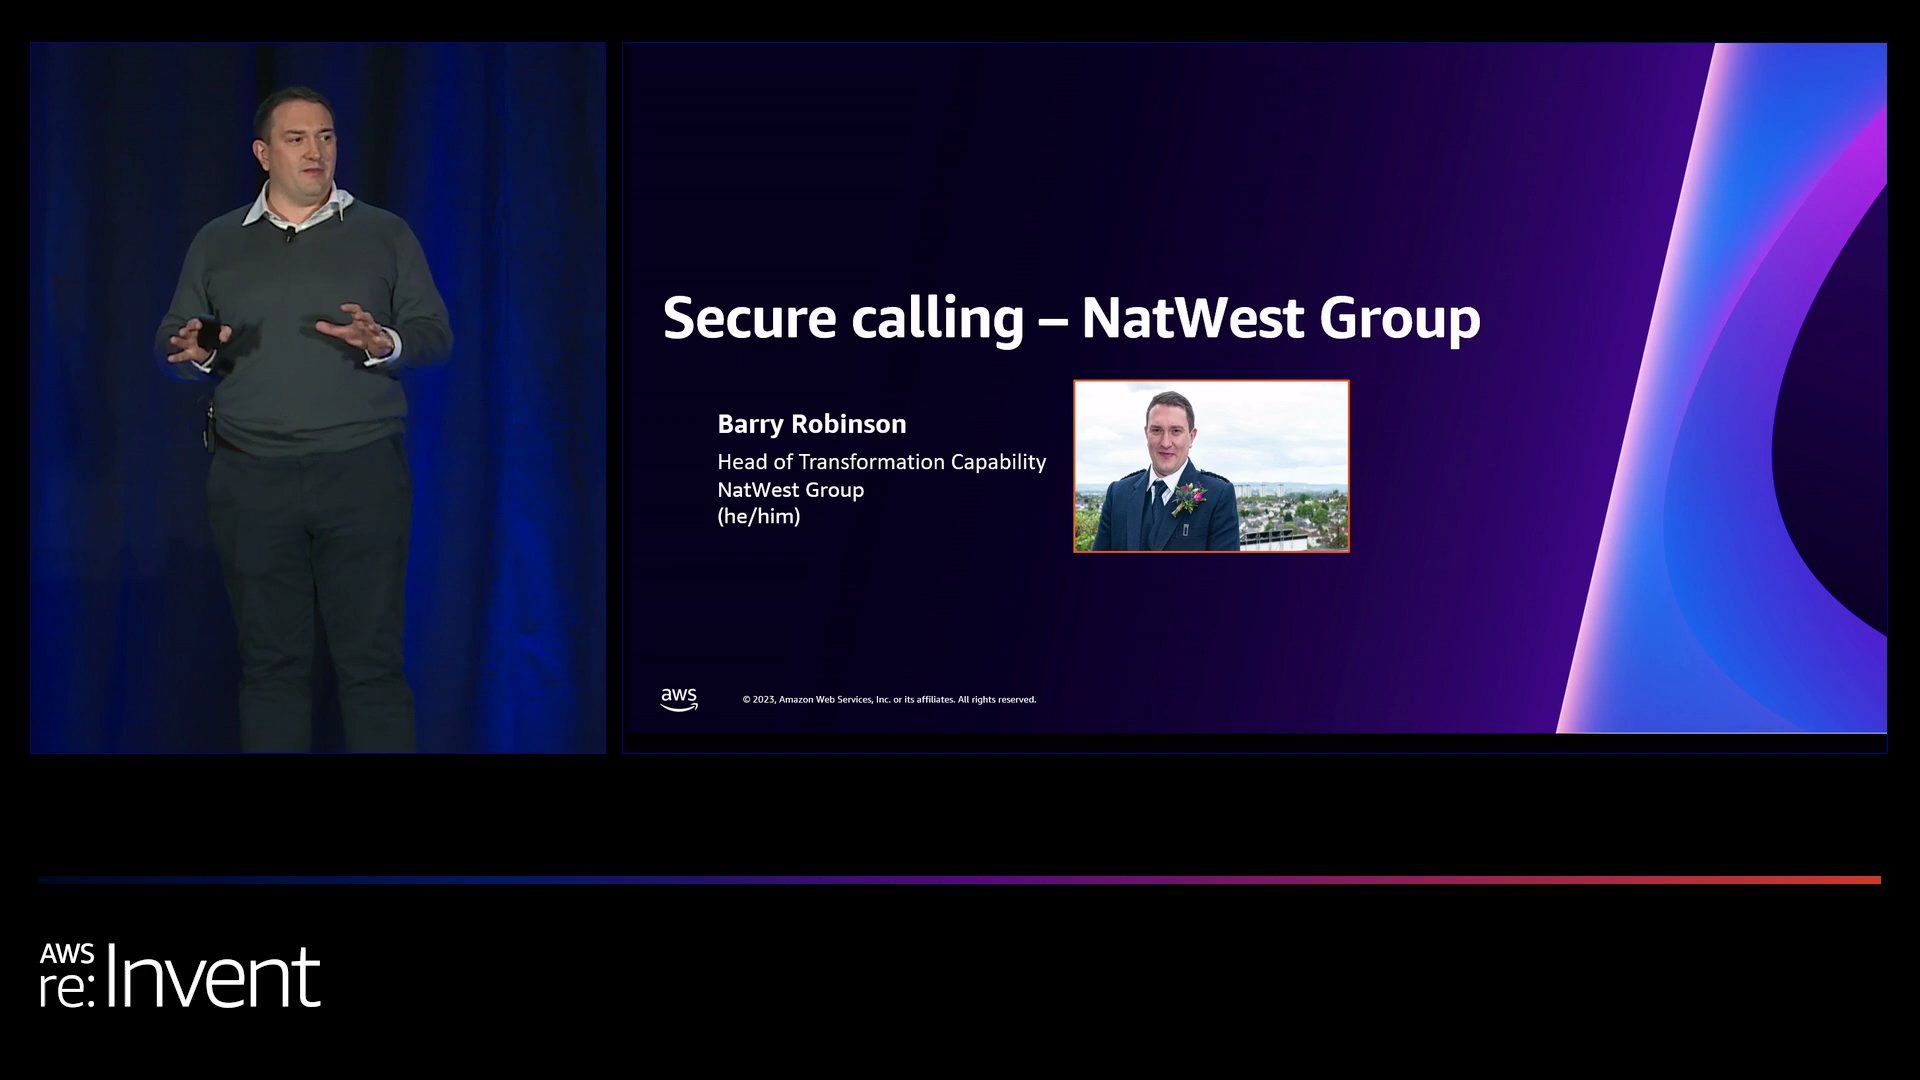 Secure calling – NatWest Group
Barry Robinson
Head of Transformation Capability
NatWest Group
(he/him)
aws
© 2023, Amazon Web Services, Inc. or its affiliates. All rights reserved.
AWS
re:Invent